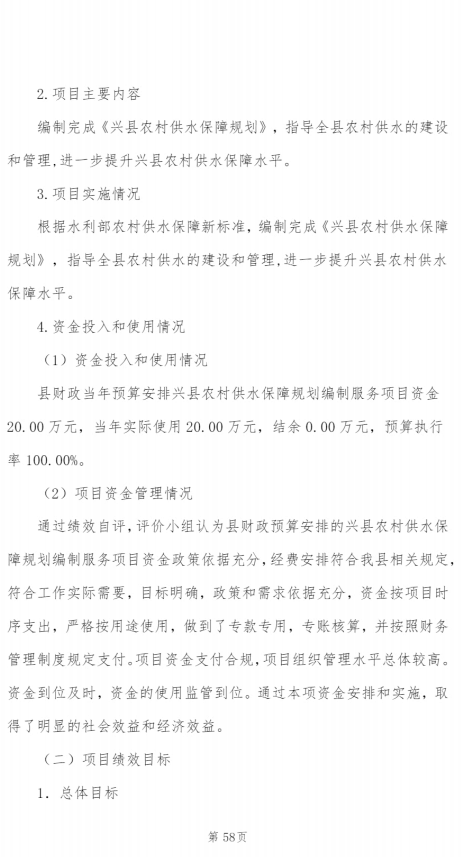 2.项目主要内容
编制完成《兴县农村供水保障规划》，指导全县农村供水的建设
和管理,进一步提升兴县农村供水保障水平。
3.项目实施情况
根据水利部农村供水保障新标准，编制完成《兴县农村供水保障
规划》，指导全县农村供水的建设和管理,进一步提升兴县农村供水
保障水平。
4.资金投入和使用情况
（1）资金投入和使用情况
县财政当年预算安排兴县农村供水保障规划编制服务项目资金
20.00 万元，当年实际使用 20.00 万元，结余 0.00 万元，预算执行
率 100.00%。
（2）项目资金管理情况
通过绩效自评，评价小组认为县财政预算安排的兴县农村供水保
障规划编制服务项目资金政策依据充分，经费安排符合我县相关规定，
符合工作实际需要，目标明确，政策和需求依据充分，资金按项目时
序支出，严格按用途使用，做到了专款专用，专账核算，并按照财务
管理制度规定支付。项目资金支付合规，项目组织管理水平总体较高。
资金到位及时，资金的使用监管到位。通过本项资金安排和实施，取
得了明显的社会效益和经济效益。
（二）项目绩效目标
1. 总体目标
第 58页